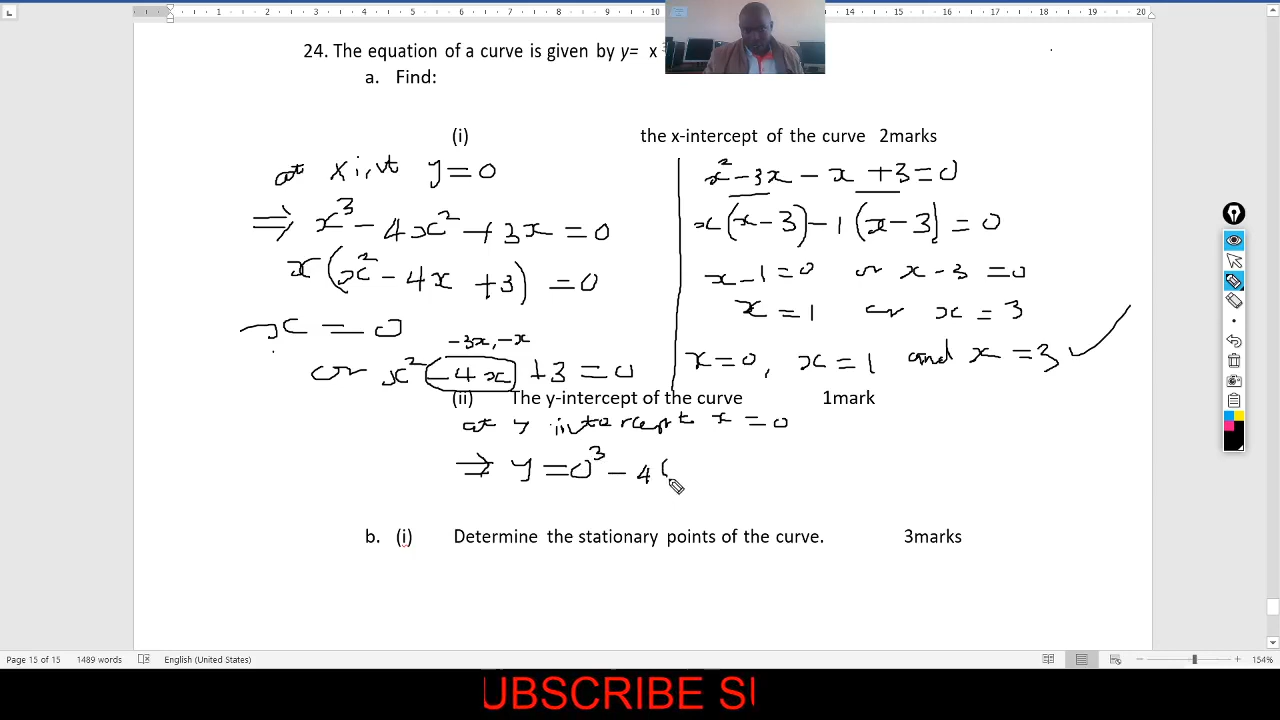 24. The equation of a curve is given by y= x
a. Find:
(i) the x-intercept of the curve 2marks
at x int y=0
⇒ x³ - 4x² + 3x = 0
x(x² - 4x + 3) = 0
x = 0
-3x, -x
or x² - 4x + 3 = 0
x² - 3x - x + 3 = 0
x(x - 3) - 1(x - 3) = 0
x - 1 = 0 or x - 3 = 0
x = 1 or x = 3
x = 0, x = 1 and x = 3
(ii) The y-intercept of the curve 1mark
at y intercept x = 0
⇒ y = 0³ - 4(
b. (i) Determine the stationary points of the curve. 3marks
Page 15 of 15 1489 words English (United States) 154%
UBSCRIBE SU